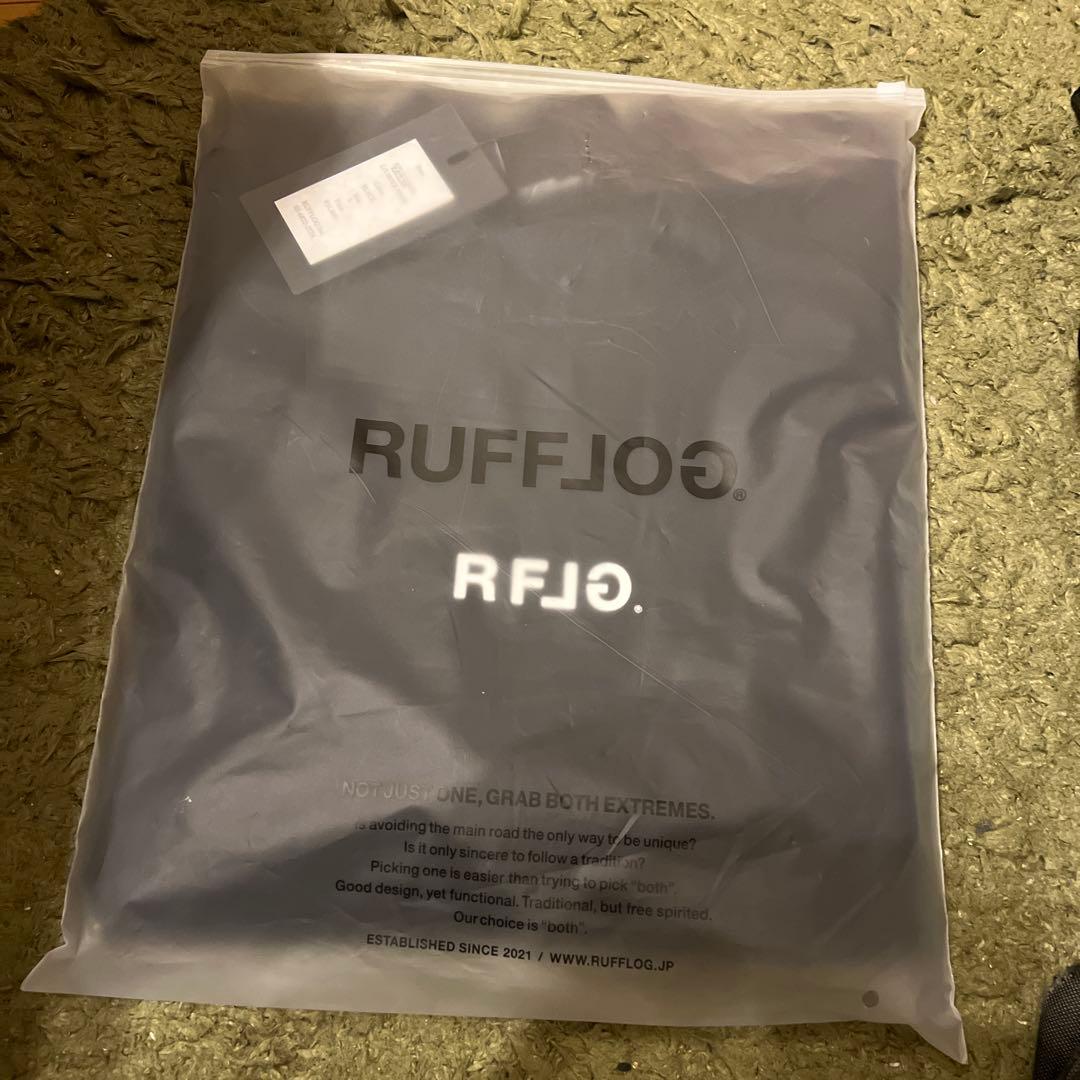 RUFFLOG®
RFLG®
NOT JUST ONE, GRAB BOTH EXTREMES.
Is avoiding the main road the only way to be unique?
Is it only sincere to follow a tradition?
Picking one is easier than trying to pick "both".
Good design, yet functional. Traditional, but free spirited.
Our choice is "both".
ESTABLISHED SINCE 2021 / WWW.RUFFLOG.JP